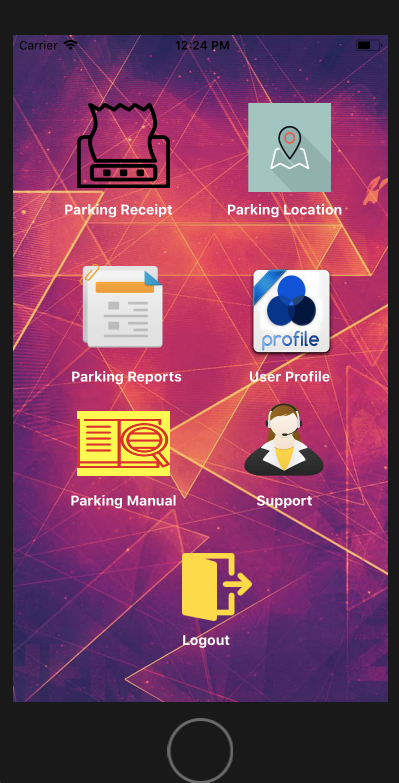 Carrier 12:24 PM
Parking Receipt Parking Location
profile
Parking Reports User Profile
Parking Manual Support
Logout